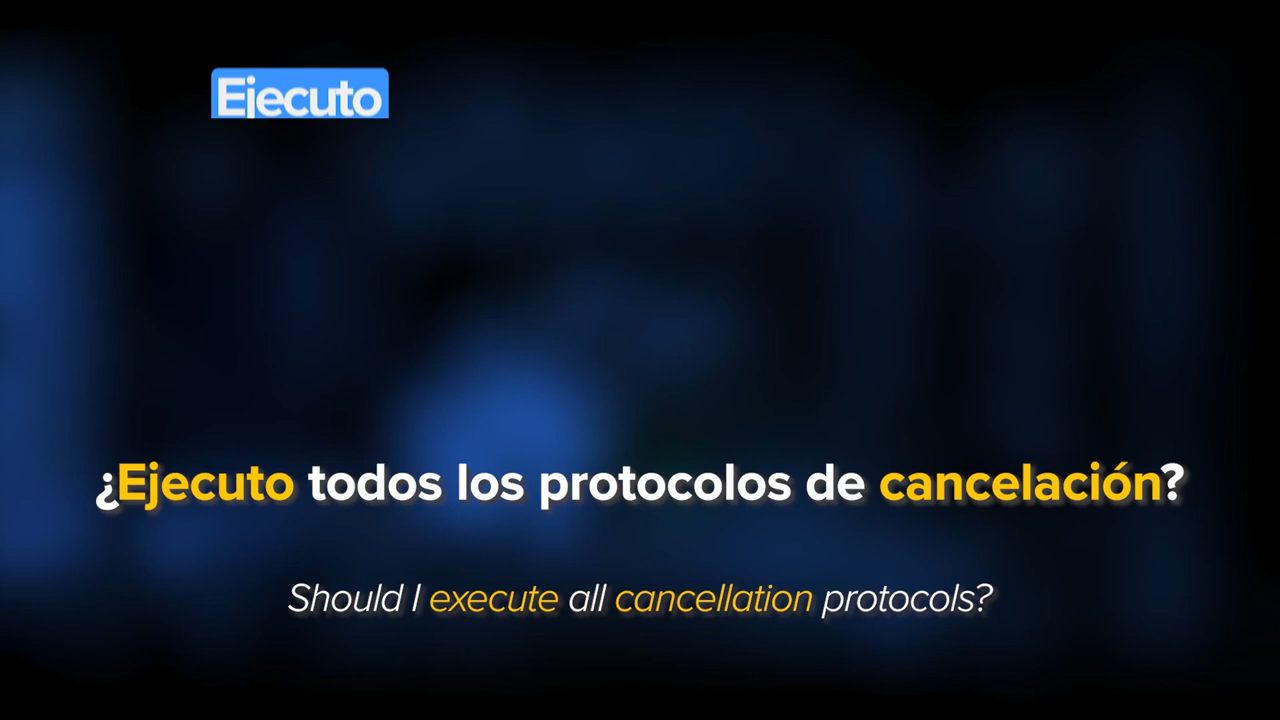 Ejecuto
¿Ejecuto todos los protocolos de cancelación?
Should I execute all cancellation protocols?